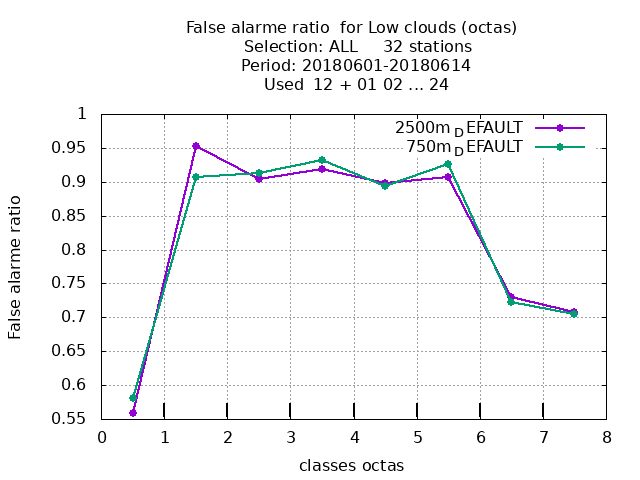 False alarme ratio  for Low clouds (octas)
Selection: ALL     32 stations
Period: 20180601-20180614
Used  12 + 01 02 ... 24
2500m_DEFAULT
750m_DEFAULT
1
0.95
0.9
0.85
0.8
0.75
0.7
0.65
0.6
0.55
False alarme ratio
0 1 2 3 4 5 6 7 8
classes octas